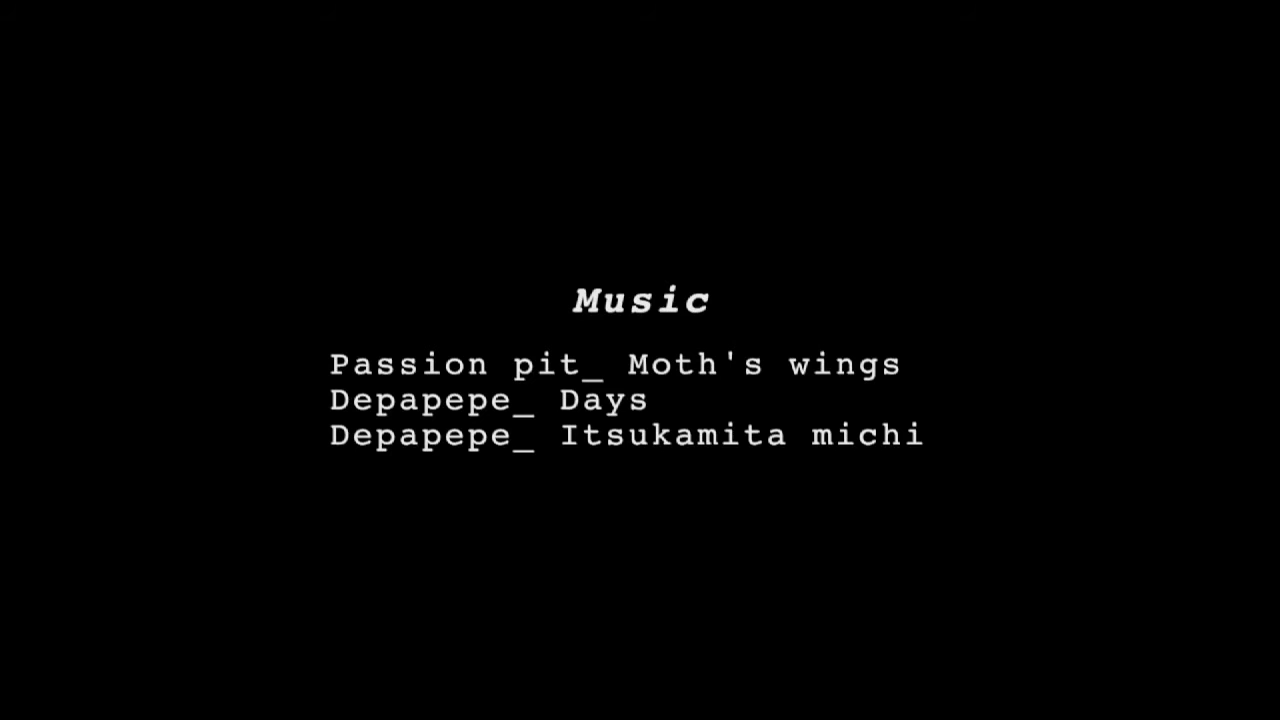 Music
Passion pit_ Moth's wings
Depapepe_ Days
Depapepe_ Itsukamita michi